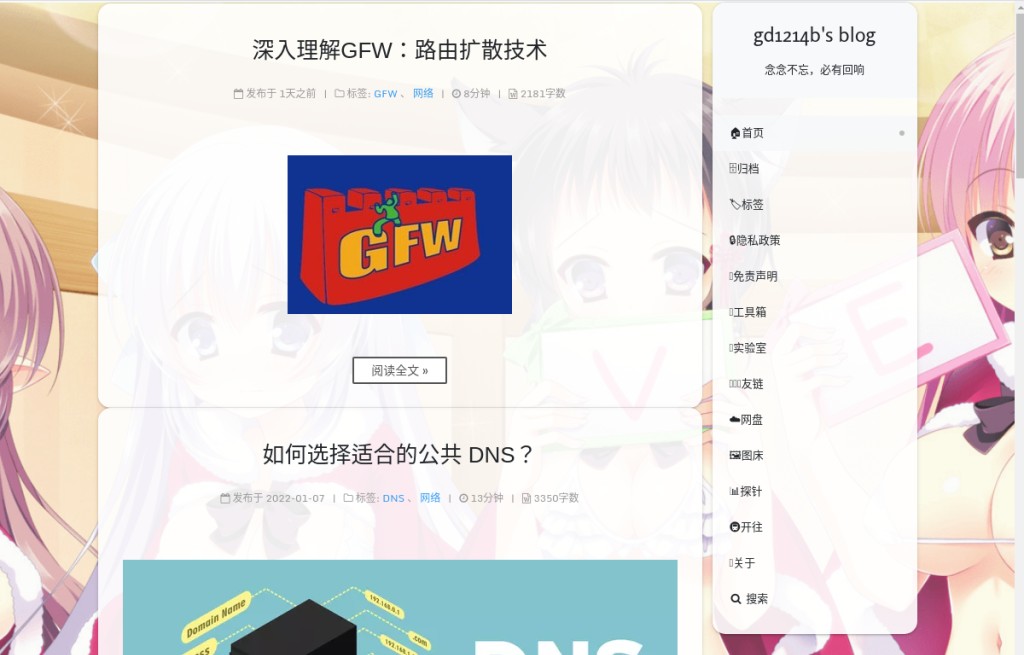 深入理解GFW：路由扩散技术
发布于 1天之前 | 标签: GFW 、 网络 | 8分钟 | 2181字数
GFW
阅读全文 »
如何选择适合的公共 DNS？
发布于 2022-01-07 | 标签: DNS 、 网络 | 13分钟 | 3350字数
Domain Name
192.168.0.1
.com
DNS
gd1214b's blog
念念不忘，必有回响
首页
归档
标签
隐私政策
免责声明
工具箱
实验室
友链
网盘
图床
探针
开往
关于
搜索
V
E